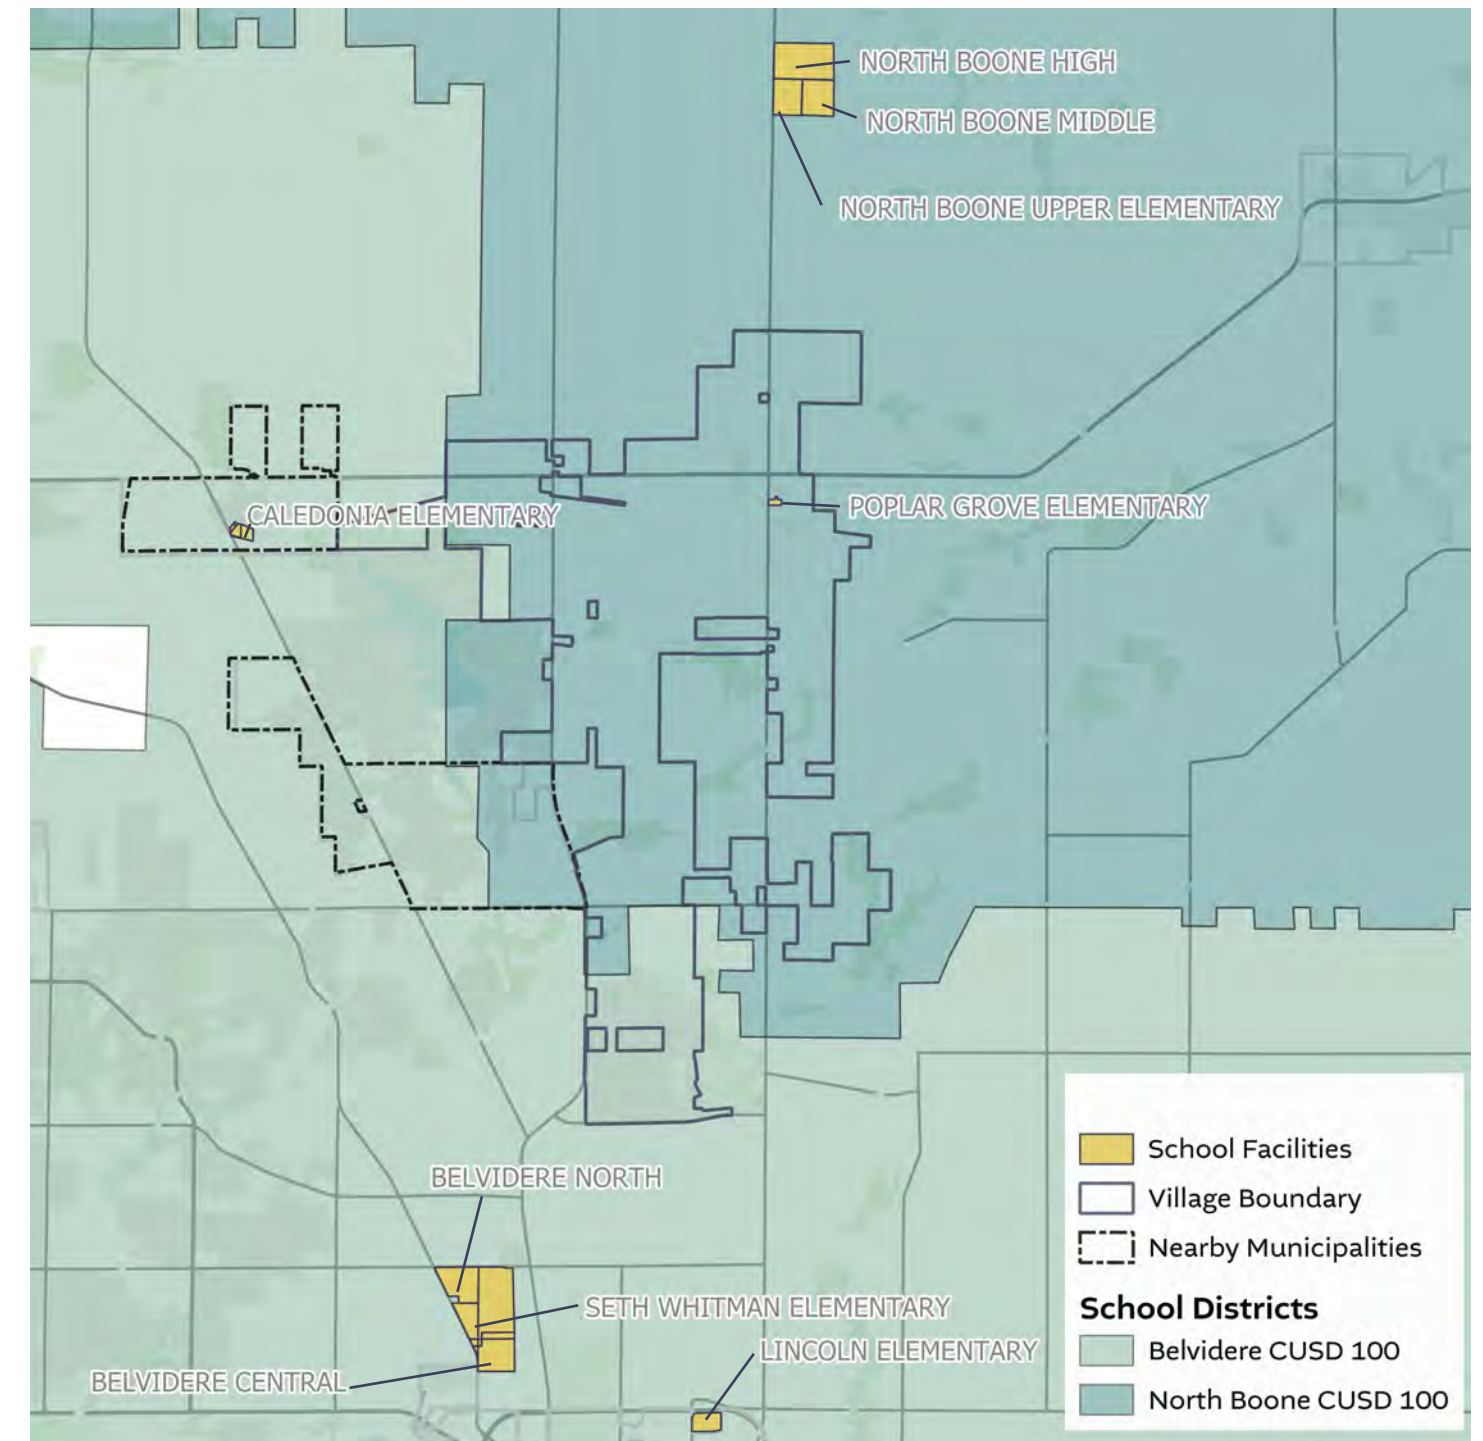 NORTH BOONE HIGH
NORTH BOONE MIDDLE
NORTH BOONE UPPER ELEMENTARY
CALEDONIA ELEMENTARY
POPLAR GROVE ELEMENTARY
BELVIDERE NORTH
SETH WHITMAN ELEMENTARY
LINCOLN ELEMENTARY
BELVIDERE CENTRAL
School Facilities
Village Boundary
Nearby Municipalities
School Districts
Belvidere CUSD 100
North Boone CUSD 100